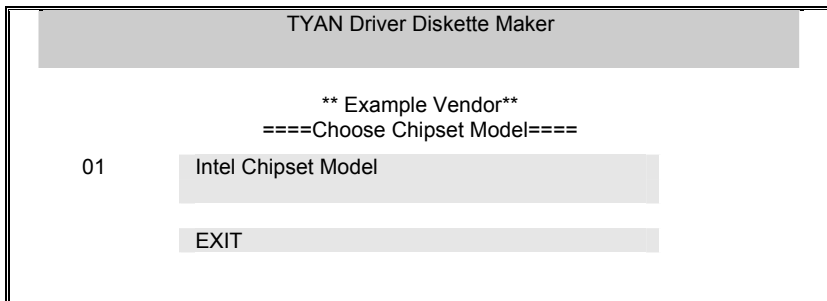 TYAN Driver Diskette Maker
** Example Vendor**
====Choose Chipset Model====
01 Intel Chipset Model
EXIT